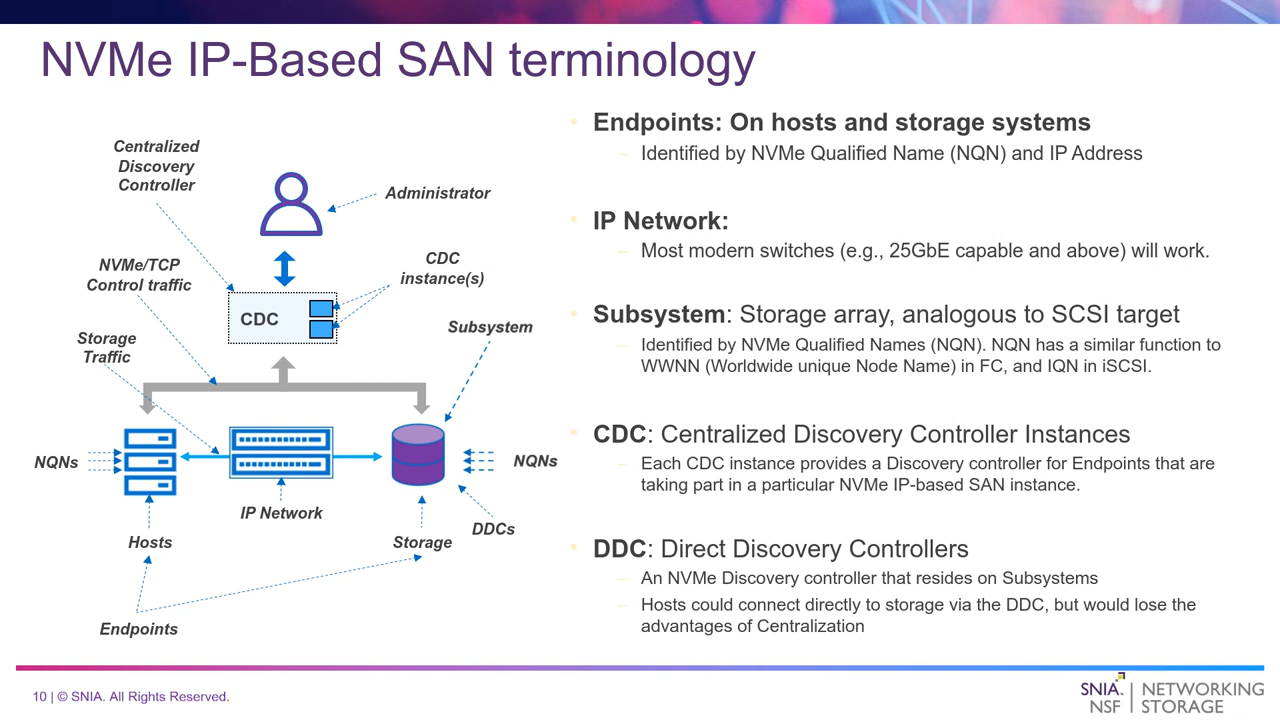 NVMe IP-Based SAN terminology
Centralized
Discovery
Controller
Administrator
NVMe/TCP
Control traffic
CDC
instance(s)
CDC
Storage
Traffic
Subsystem
NQNs
NQNs
IP Network
DDCs
Hosts
Storage
Endpoints
• Endpoints: On hosts and storage systems
– Identified by NVMe Qualified Name (NQN) and IP Address
• IP Network:
– Most modern switches (e.g., 25GbE capable and above) will work.
• Subsystem: Storage array, analogous to SCSI target
– Identified by NVMe Qualified Names (NQN). NQN has a similar function to
WWNN (Worldwide unique Node Name) in FC, and IQN in iSCSI.
• CDC: Centralized Discovery Controller Instances
– Each CDC instance provides a Discovery controller for Endpoints that are
taking part in a particular NVMe IP-based SAN instance.
• DDC: Direct Discovery Controllers
– An NVMe Discovery controller that resides on Subsystems
– Hosts could connect directly to storage via the DDC, but would lose the
advantages of Centralization
10 | © SNIA. All Rights Reserved.
SNIA. | NETWORKING
NSF | STORAGE